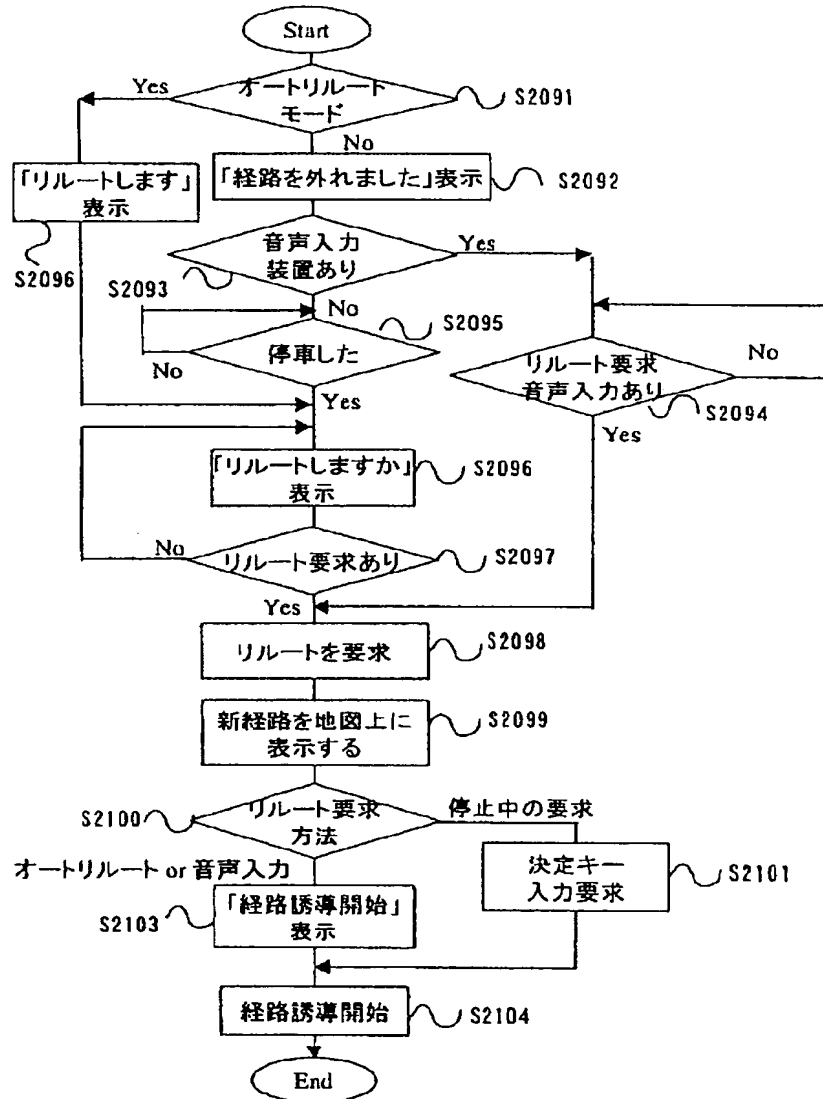 Start
Yes
オートリルート
モード
S2091
No
「リルートします」
表示
S2096
「経路を外れました」表示
S2092
音声入力
装置あり
Yes
S2093
No
停車した
S2095
No
Yes
リルート要求
音声入力あり
No
S2094
Yes
「リルートしますか」
表示
S2096
No
リルート要求あり
S2097
Yes
リルートを要求
S2098
新経路を地図上に
表示する
S2099
S2100
リルート要求
方法
停止中の要求
オートリルート or 音声入力
決定キー
入力要求
S2101
S2103
「経路誘導開始」
表示
経路誘導開始
S2104
End